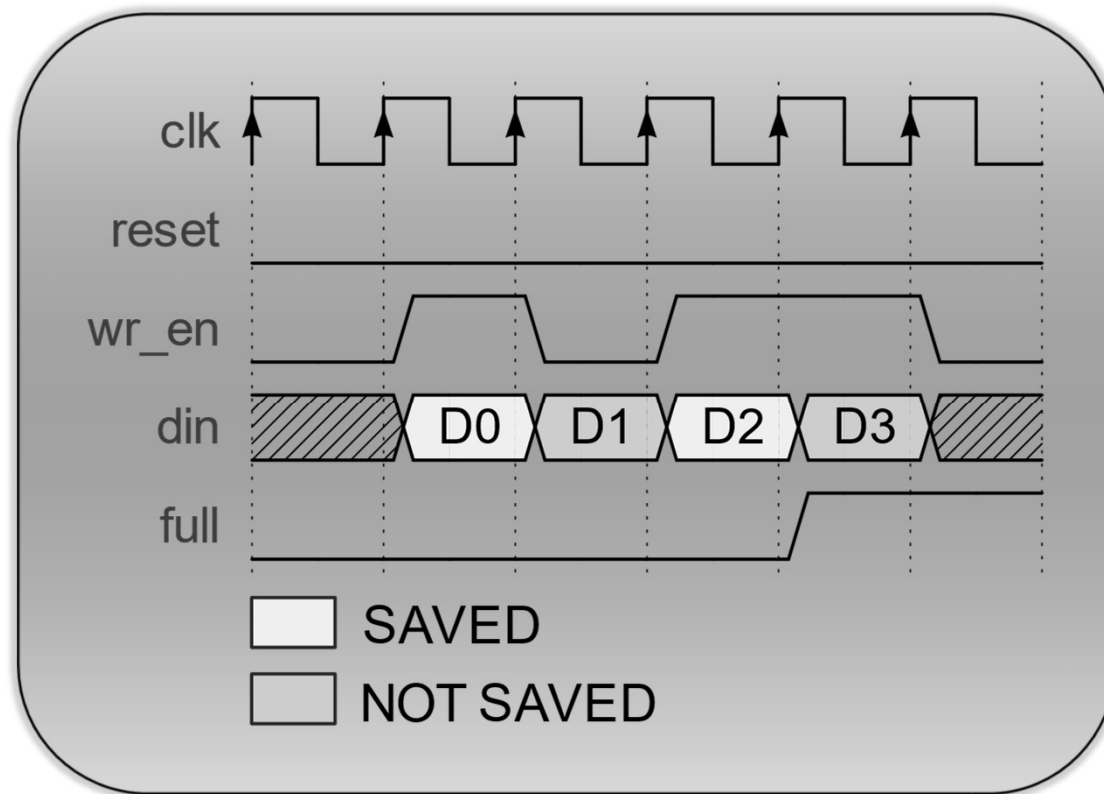 clk
reset
wr_en
din D0 D1 D2 D3
full
SAVED
NOT SAVED